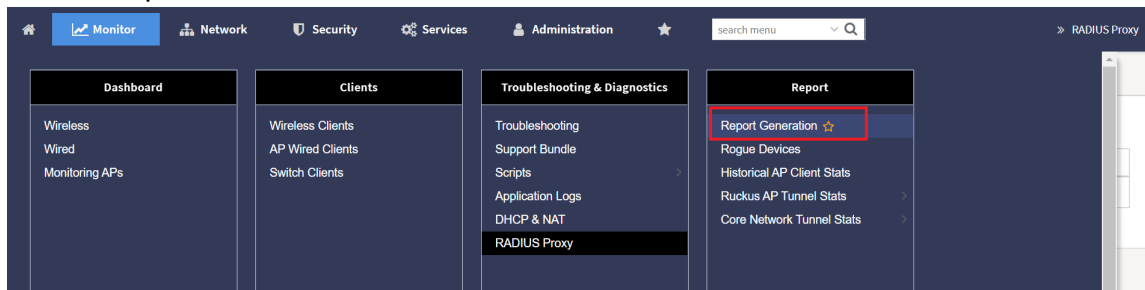 Monitor
Network
Security
Services
Administration
search menu
» RADIUS Proxy
Dashboard
Wireless
Wired
Monitoring APs
Clients
Wireless Clients
AP Wired Clients
Switch Clients
Troubleshooting & Diagnostics
Troubleshooting
Support Bundle
Scripts
Application Logs
DHCP & NAT
RADIUS Proxy
Report
Report Generation
Rogue Devices
Historical AP Client Stats
Ruckus AP Tunnel Stats
Core Network Tunnel Stats